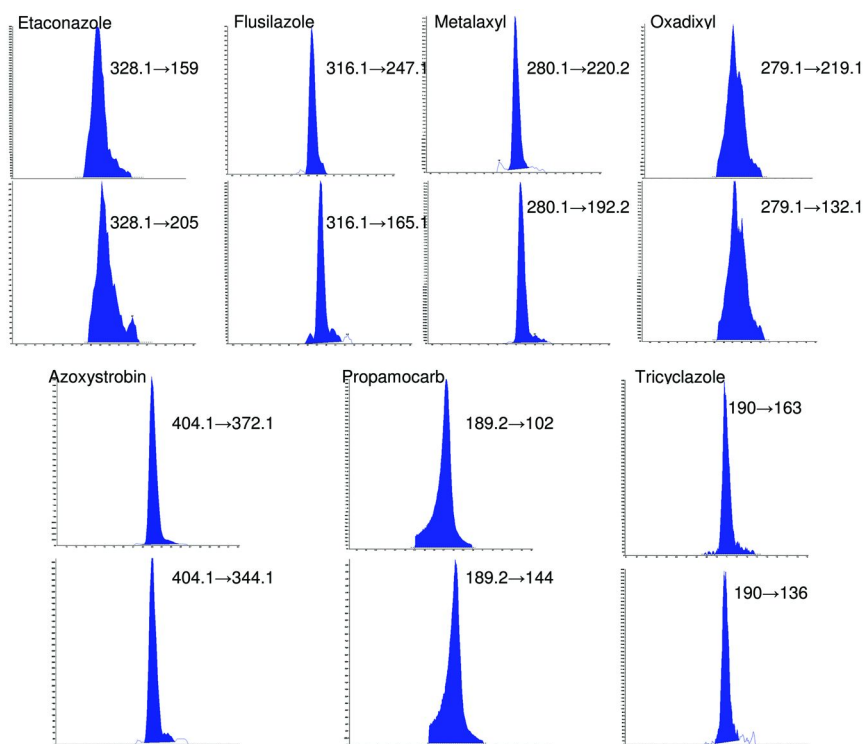 Etaconazole
328.1→159
328.1→205
Flusilazole
316.1→247.1
316.1→165.1
Metalaxyl
280.1→220.2
280.1→192.2
Oxadixyl
279.1→219.1
279.1→132.1
Azoxystrobin
404.1→372.1
404.1→344.1
Propamocarb
189.2→102
189.2→144
Tricyclazole
190→163
190→136